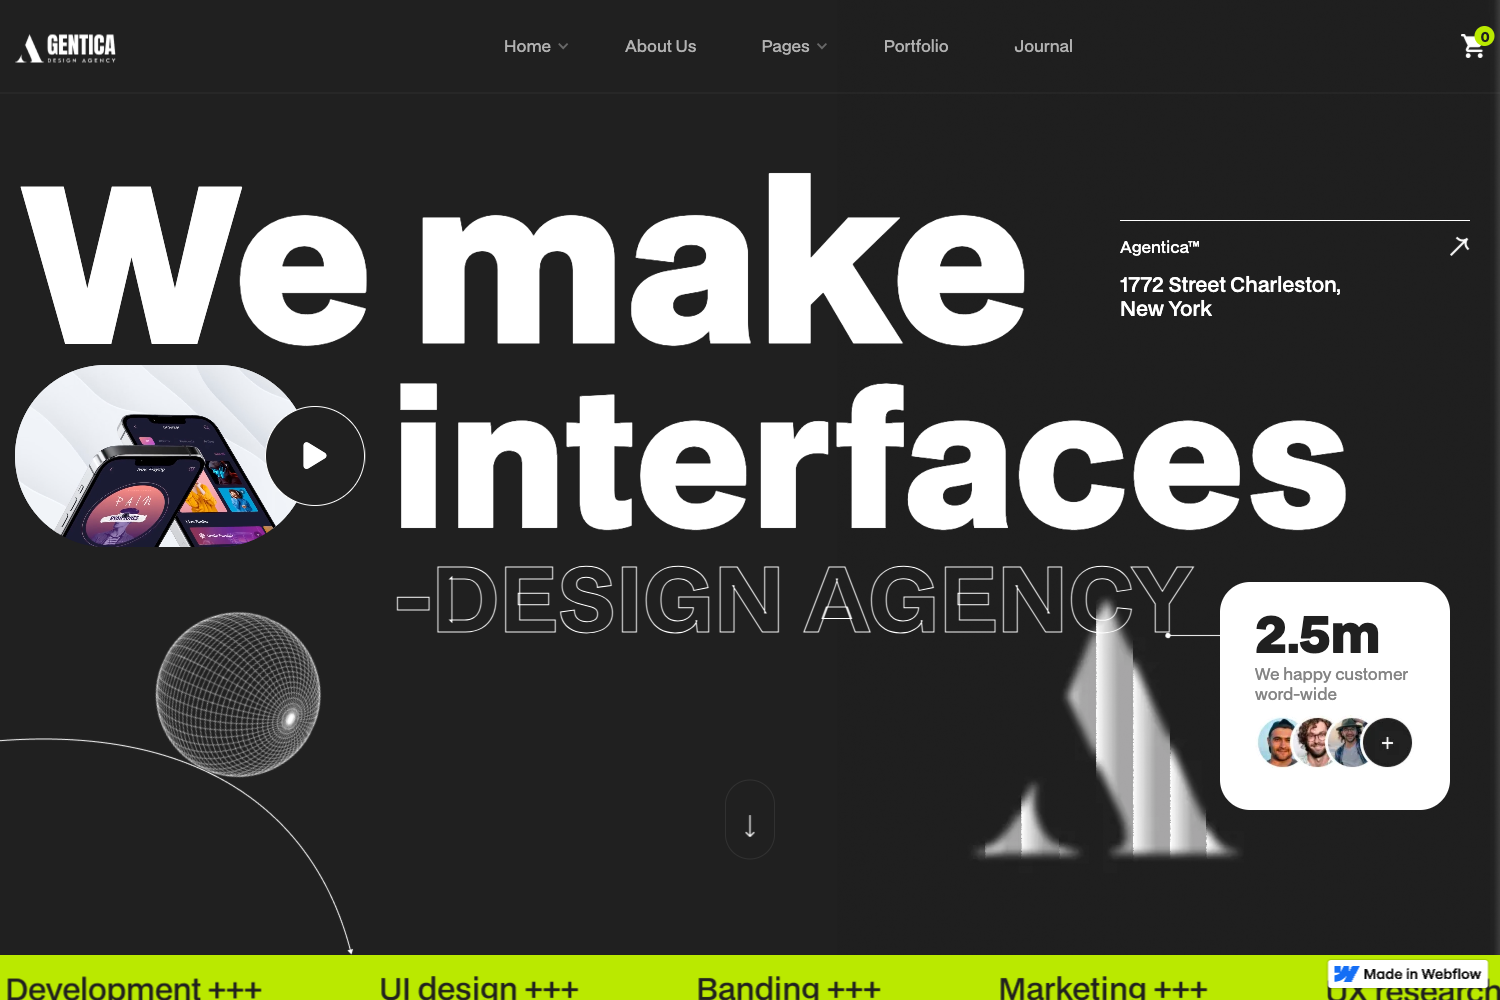 GENTICA
DESIGN AGENCY
Home
About Us
Pages
Portfolio
Journal
0
We make
interfaces
-DESIGN AGENCY
Agentica™
1772 Street Charleston,
New York
PAIN
2.5m
We happy customer
word-wide
+
Development +++
UI design +++
Banding +++
Marketing +++
UX research
Made in Webflow